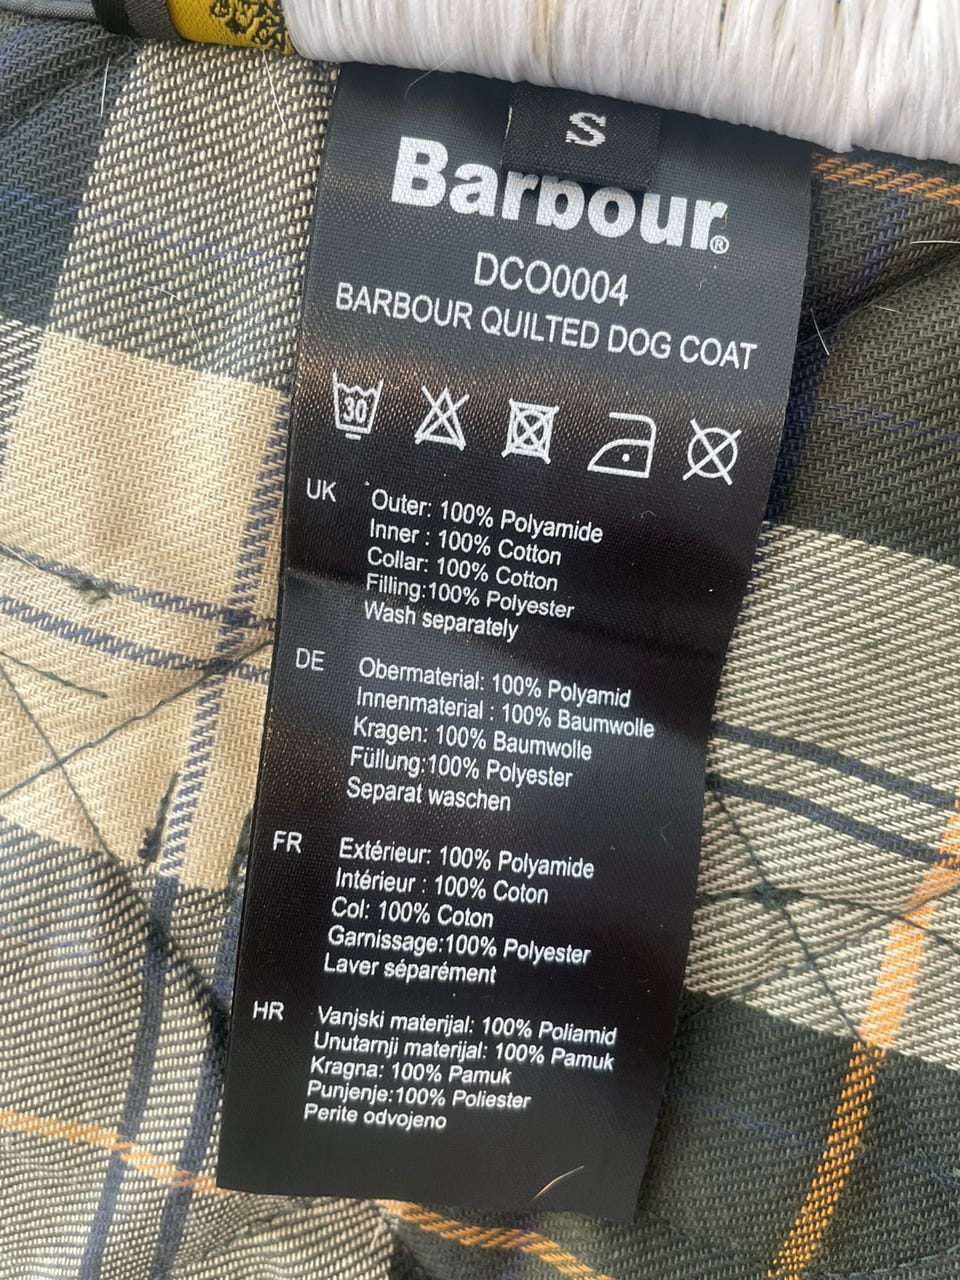 S
Barbour®
DCO0004
BARBOUR QUILTED DOG COAT
30
UK
Outer: 100% Polyamide
Inner : 100% Cotton
Collar: 100% Cotton
Filling:100% Polyester
Wash separately
DE
Obermaterial: 100% Polyamid
Innenmaterial : 100% Baumwolle
Kragen: 100% Baumwolle
Füllung:100% Polyester
Separat waschen
FR
Extérieur: 100% Polyamide
Intérieur : 100% Coton
Col: 100% Coton
Garnissage:100% Polyester
Laver séparément
HR
Vanjski materijal: 100% Poliamid
Unutarnji materijal: 100% Pamuk
Kragna: 100% Pamuk
Punjenje:100% Poliester
Perite odvojeno